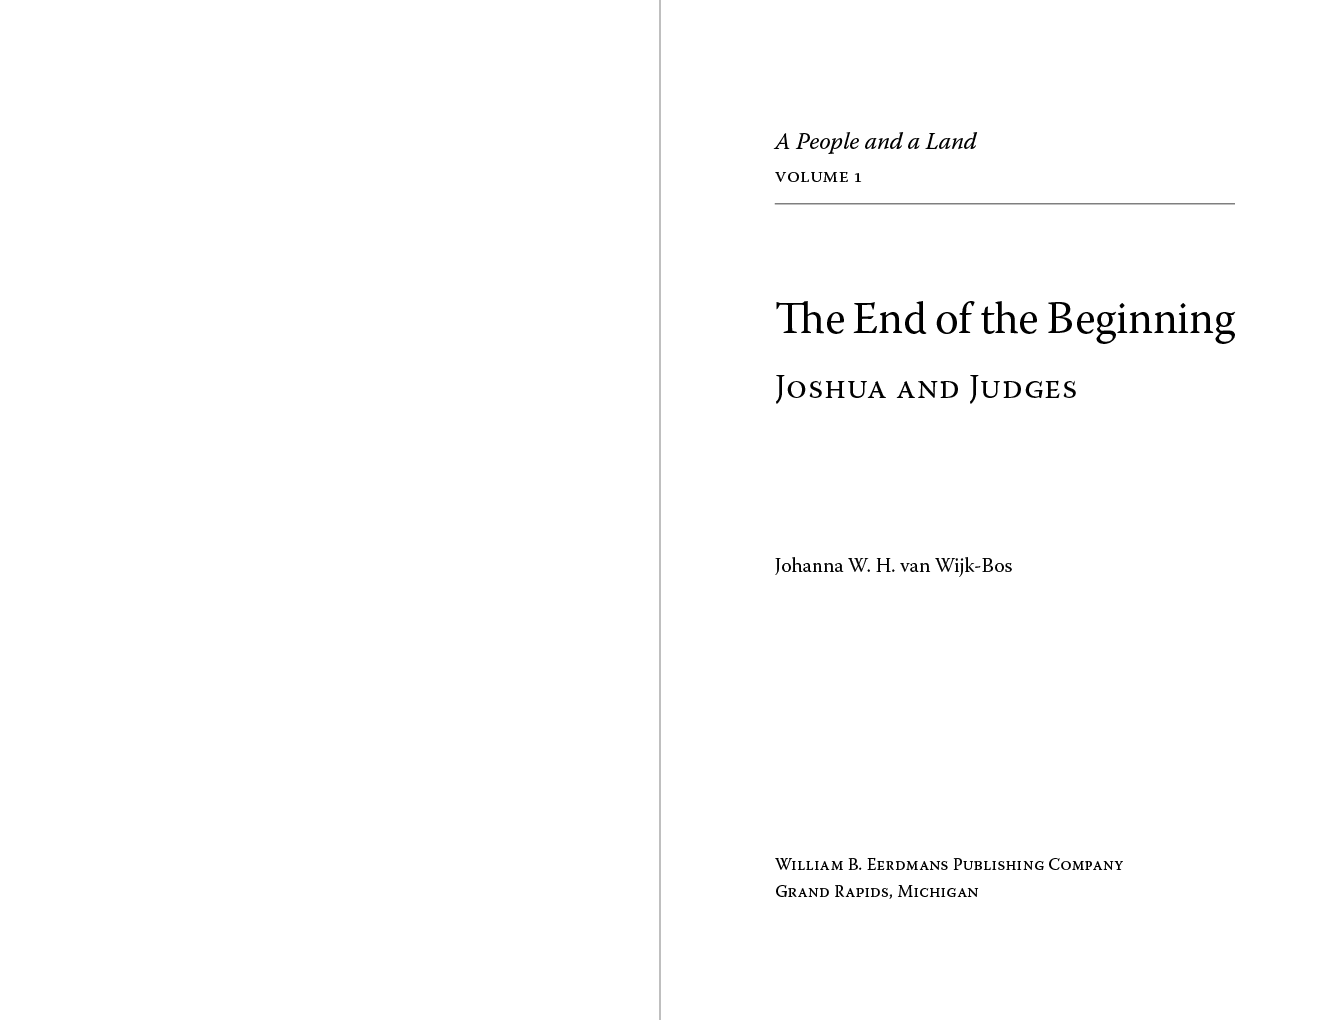 A People and a Land
VOLUME 1
The End of the Beginning
Joshua and Judges
Johanna W. H. van Wijk-Bos
William B. Eerdmans Publishing Company
Grand Rapids, Michigan